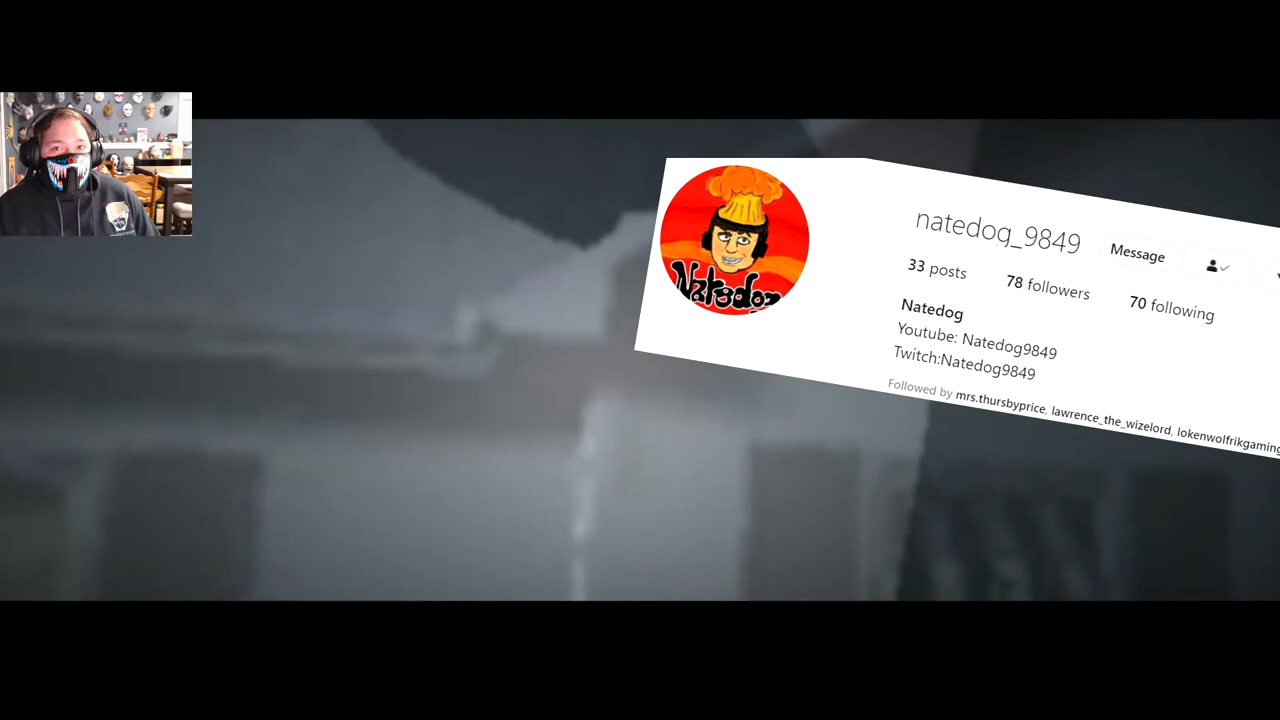 natedog_9849
Message
33 posts
78 followers
70 following
Natedog
Youtube: Natedog9849
Twitch:Natedog9849
Followed by mrs.thursbyprice, lawrence_the_wizelord, lokenwolfrikgaming
Natedog